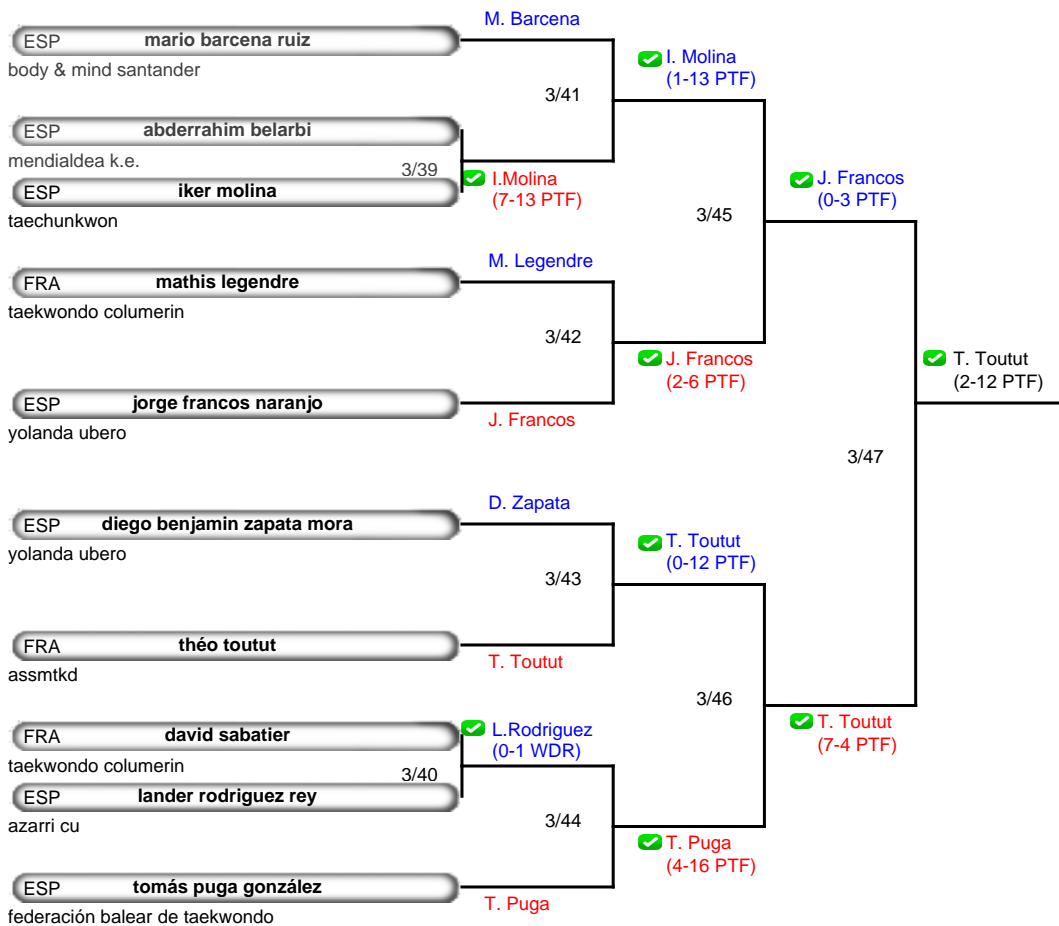 M. Barcena
ESP mario barcena ruiz
body & mind santander
I. Molina
(1-13 PTF)
3/41
ESP abderrahim belarbi
mendialdea k.e.
3/39
ESP iker molina
taechunkwon
I.Molina
(7-13 PTF)
J. Francos
(0-3 PTF)
3/45
M. Legendre
FRA mathis legendre
taekwondo columerin
3/42
J. Francos
(2-6 PTF)
T. Toutut
(2-12 PTF)
ESP jorge francos naranjo
yolanda ubero
J. Francos
3/47
D. Zapata
ESP diego benjamin zapata mora
yolanda ubero
T. Toutut
(0-12 PTF)
3/43
FRA théo toutut
assmtkd
T. Toutut
3/46
FRA david sabatier
taekwondo columerin
L.Rodriguez
(0-1 WDR)
T. Toutut
(7-4 PTF)
3/40
ESP lander rodriguez rey
azarri cu
3/44
T. Puga
(4-16 PTF)
ESP tomás puga gonzález
federación balear de taekwondo
T. Puga